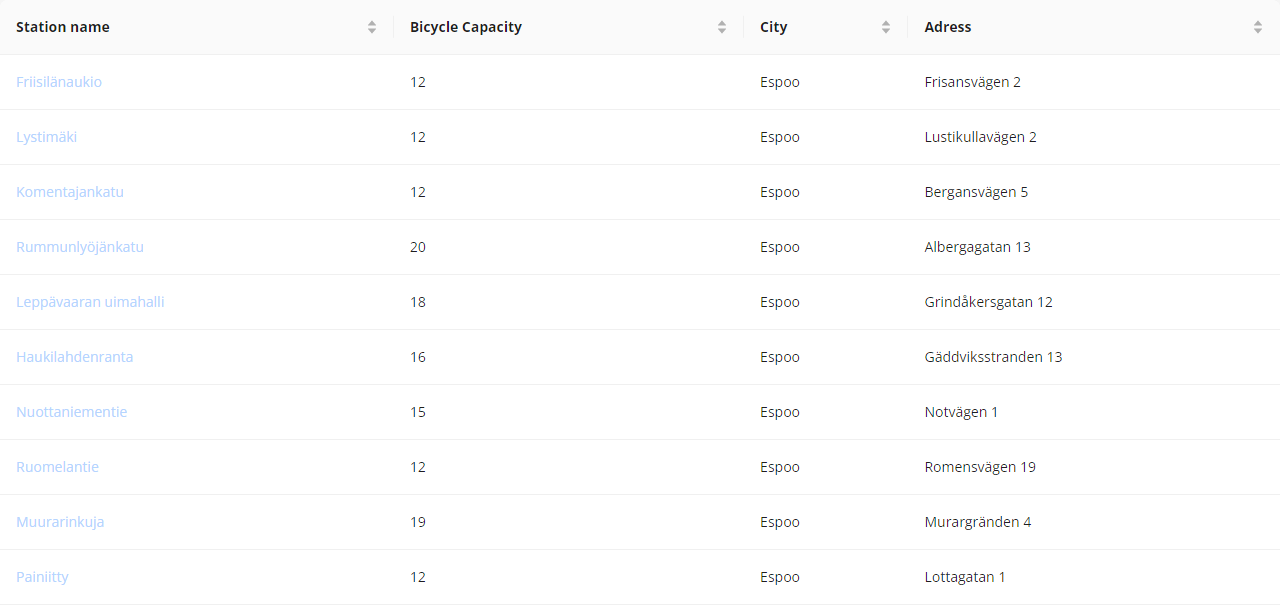 Station name Bicycle Capacity City Adress
Friisilänaukio 12 Espoo Frisansvägen 2
Lystimäki 12 Espoo Lustikullavägen 2
Komentajankatu 12 Espoo Bergansvägen 5
Rummunlyöjänkatu 20 Espoo Albergagatan 13
Leppävaaran uimahalli 18 Espoo Grindåkersgatan 12
Haukilahdenranta 16 Espoo Gäddviksstranden 13
Nuottaniementie 15 Espoo Notvägen 1
Ruomelantie 12 Espoo Romensvägen 19
Muurarinkuja 19 Espoo Murargränden 4
Painiitty 12 Espoo Lottagatan 1